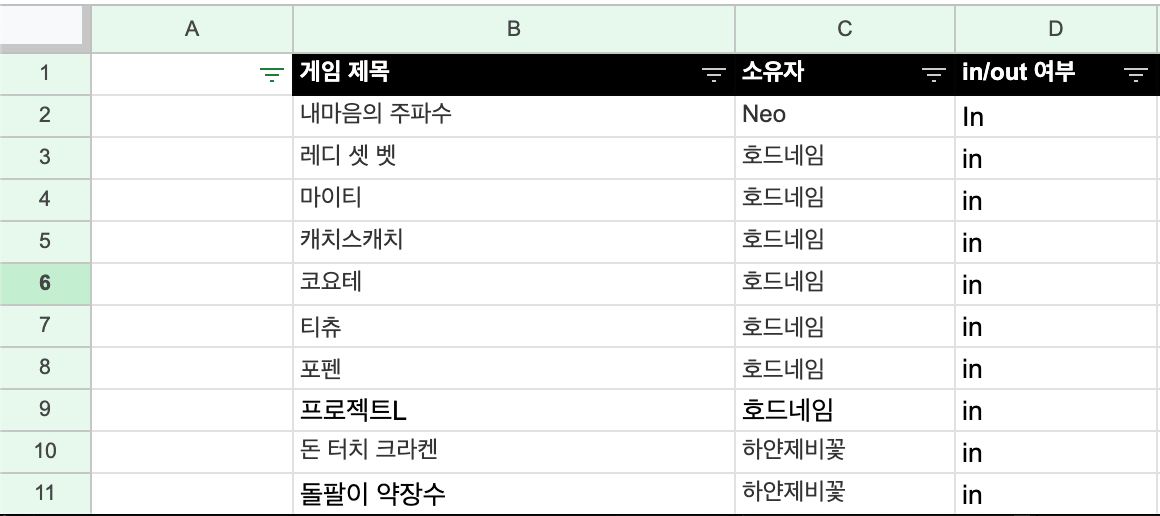 A B C D
1 게임 제목 소유자 in/out 여부
2 내마음의 주파수 Neo In
3 레디 셋 벳 호드네임 in
4 마이티 호드네임 in
5 캐치스캐치 호드네임 in
6 코요테 호드네임 in
7 티츄 호드네임 in
8 포펜 호드네임 in
9 프로젝트L 호드네임 in
10 돈 터치 크라켄 하얀제비꽃 in
11 돌팔이 약장수 하얀제비꽃 in